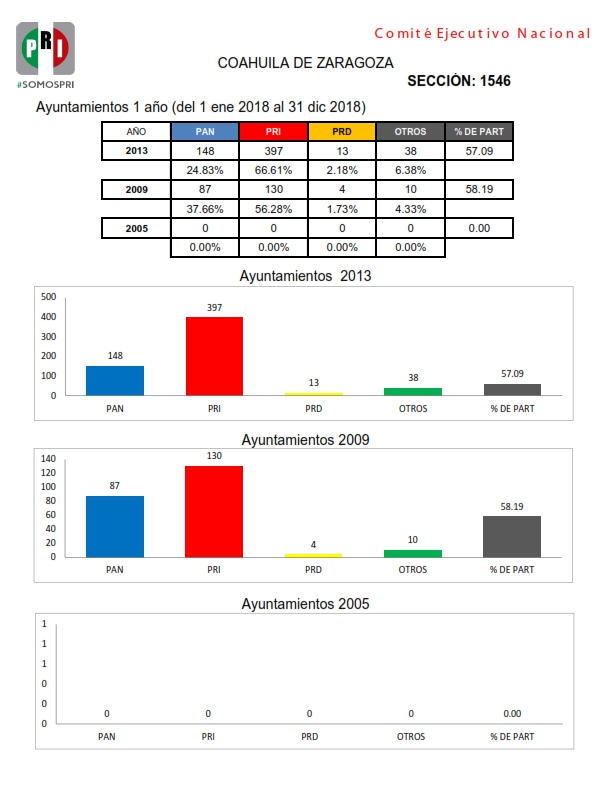 Comité Ejecutivo Nacional
PRI
#SOMOSPRI
COAHUILA DE ZARAGOZA
SECCIÓN: 1546
Ayuntamientos 1 año (del 1 ene 2018 al 31 dic 2018)
AÑO PAN PRI PRD OTROS % DE PART
2013 148 397 13 38 57.09
24.83% 66.61% 2.18% 6.38%
2009 87 130 4 10 58.19
37.66% 56.28% 1.73% 4.33%
2005 0 0 0 0 0.00
0.00% 0.00% 0.00% 0.00%
Ayuntamientos 2013
500
400
300
200
100
0
148 397 13 38 57.09
PAN PRI PRD OTROS % DE PART
Ayuntamientos 2009
140
120
100
80
60
40
20
0
87 130 4 10 58.19
PAN PRI PRD OTROS % DE PART
Ayuntamientos 2005
1
1
1
0
0
0
0 0 0 0 0.00
PAN PRI PRD OTROS % DE PART